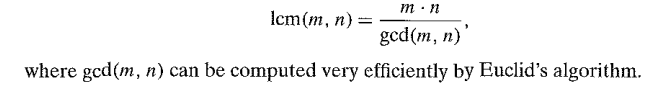 lcm(m, n) = m · n / gcd(m, n),
where gcd(m, n) can be computed very efficiently by Euclid's algorithm.